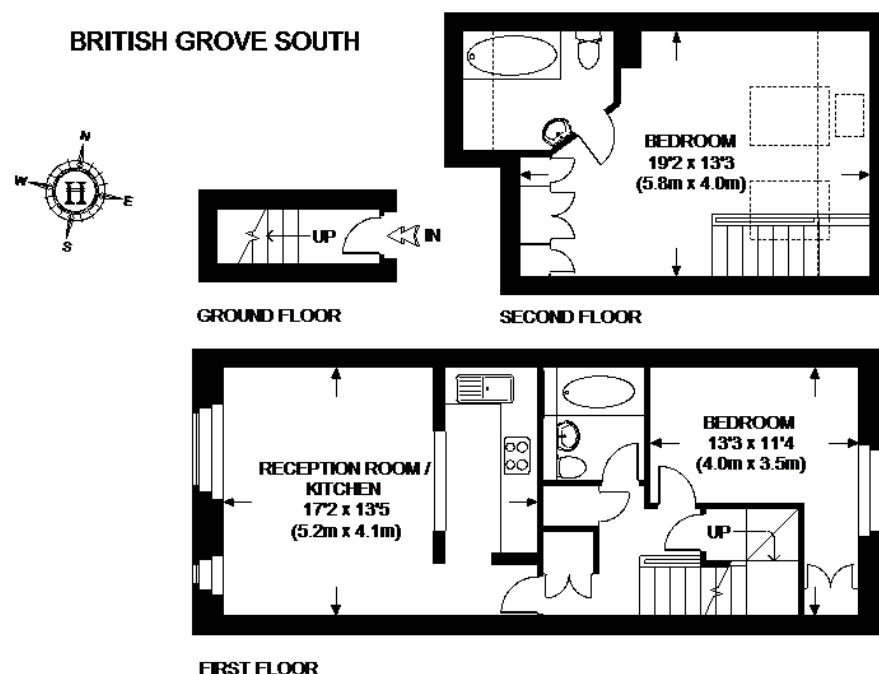 BRITISH GROVE SOUTH
N
W
E
S
H
UP
IN
GROUND FLOOR
BEDROOM
19'2 x 13'3
(5.8m x 4.0m)
SECOND FLOOR
RECEPTION ROOM /
KITCHEN
17'2 x 13'5
(5.2m x 4.1m)
BEDROOM
13'3 x 11'4
(4.0m x 3.5m)
UP
FIRST FLOOR